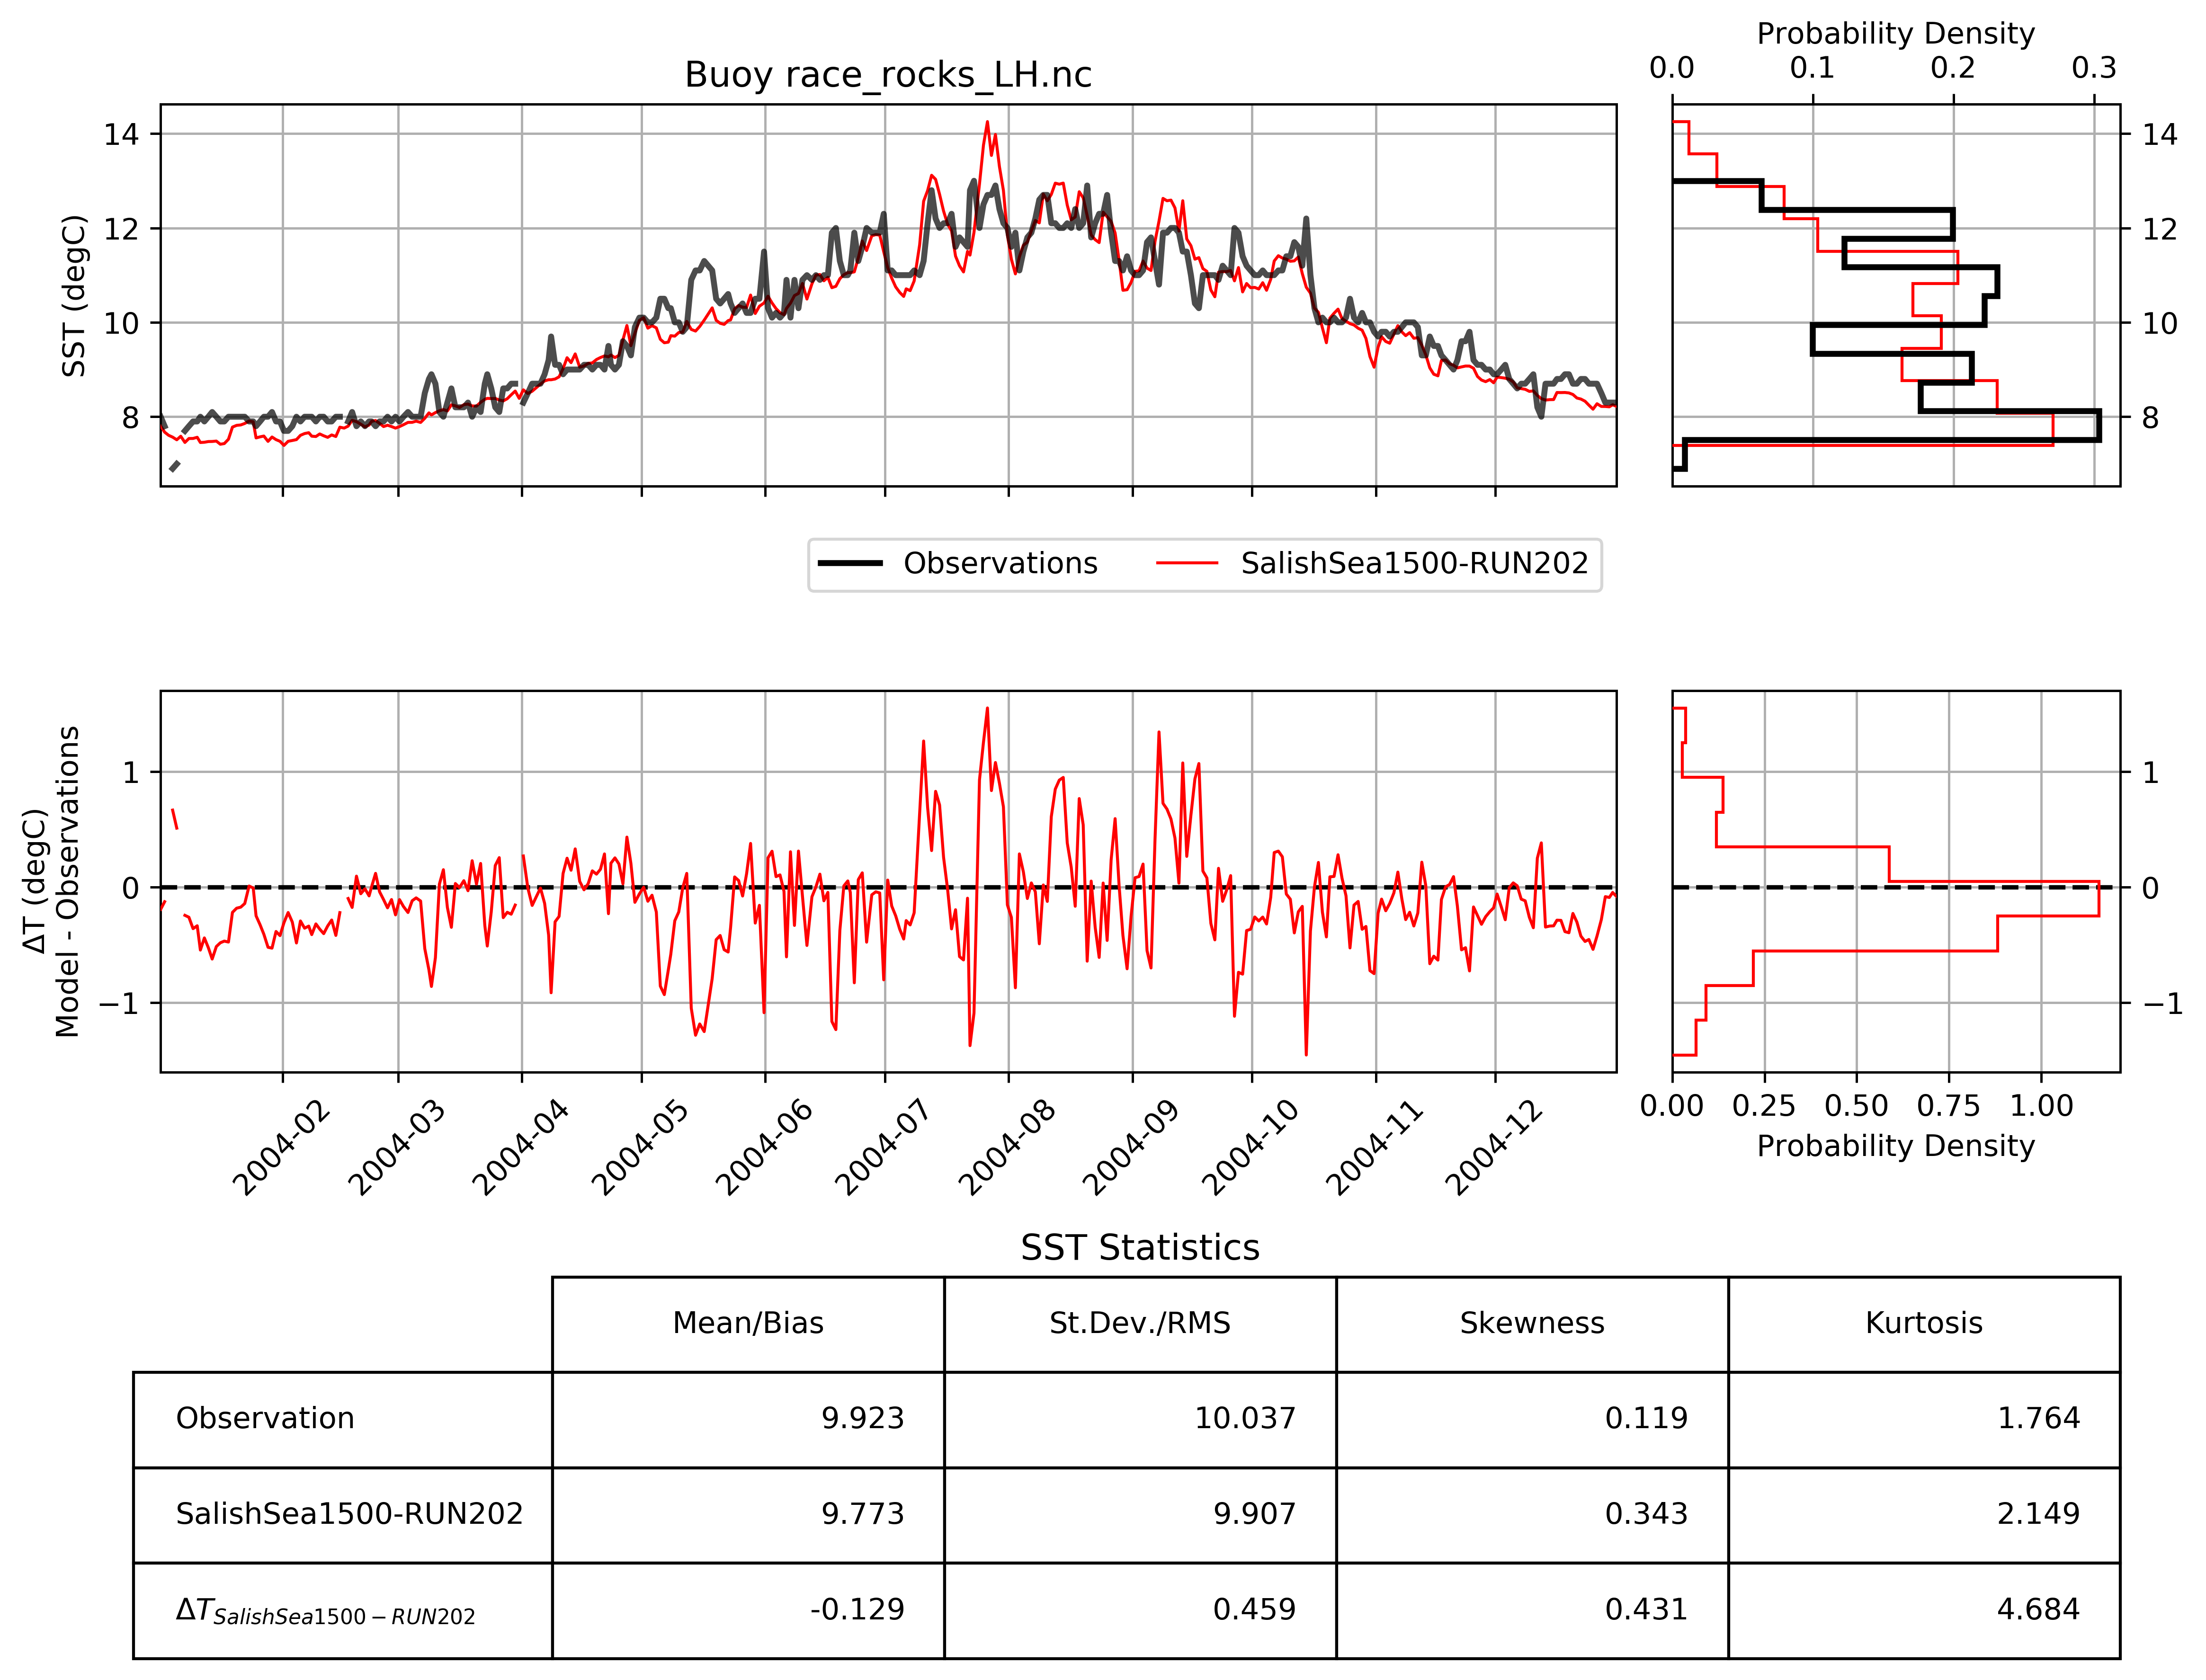 Probability Density
0.0 0.1 0.2 0.3
Buoy race_rocks_LH.nc
SST (degC)
14
12
10
8
14
12
10
8
Observations SalishSea1500-RUN202
ΔT (degC)
Model - Observations
1
0
−1
1
0
−1
2004-02 2004-03 2004-04 2004-05 2004-06 2004-07 2004-08 2004-09 2004-10 2004-11 2004-12
0.00 0.25 0.50 0.75 1.00
Probability Density
SST Statistics
Mean/Bias St.Dev./RMS Skewness Kurtosis
Observation 9.923 10.037 0.119 1.764
SalishSea1500-RUN202 9.773 9.907 0.343 2.149
ΔT SalishSea1500−RUN202 -0.129 0.459 0.431 4.684